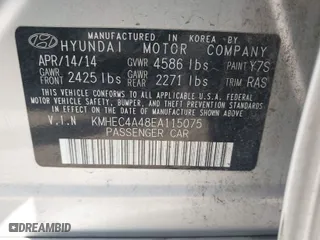 MANUFACTURED IN KOREA BY
HYUNDAI MOTOR COMPANY
APR/14/14 GVWR 4586 lbs PAINT Y7S
GAWR FRONT 2425 lbs GAWR REAR 2271 lbs TRIM RAS
THIS VEHICLE CONFORMS TO ALL APPLICABLE
FEDERAL MOTOR VEHICLE SAFETY, BUMPER, AND
THEFT PREVENTION STANDARDS IN EFFECT ON THE
DATE OF MANUFACTURE SHOWN ABOVE.
V.I.N KMHEC4A48EA115075
PASSENGER CAR
ORDAINED